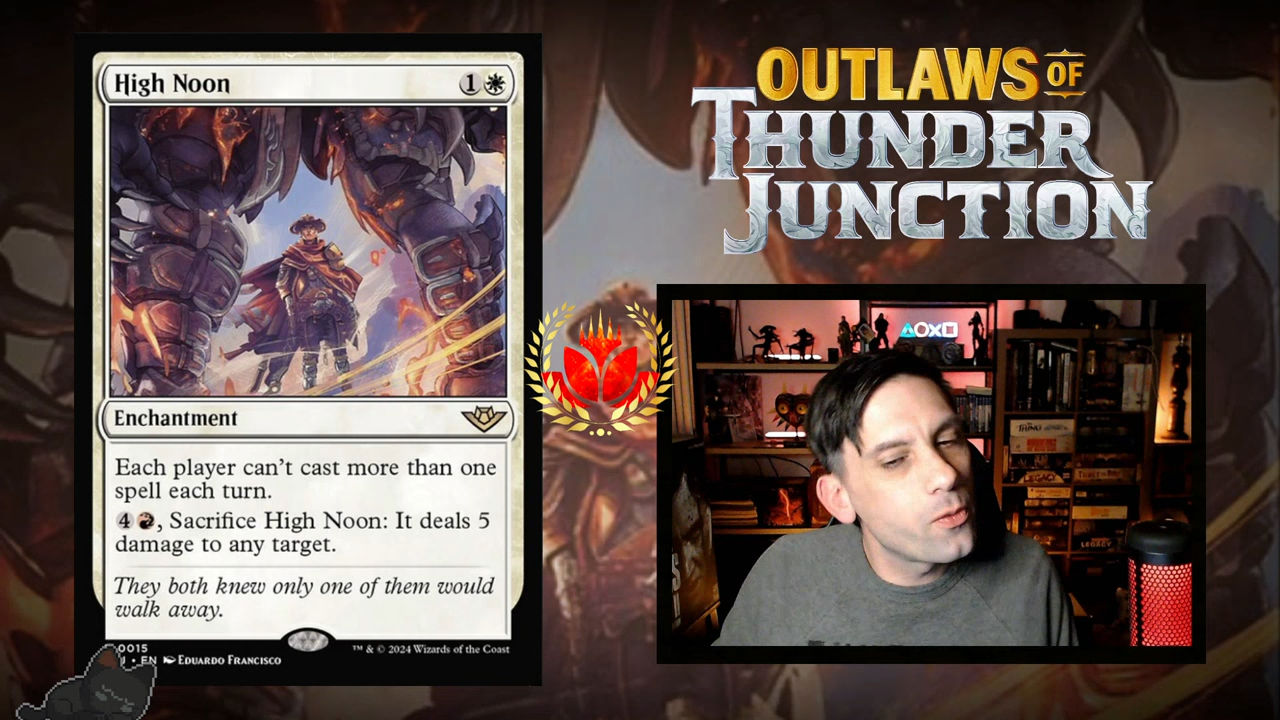 High Noon
1
Enchantment
Each player can't cast more than one
spell each turn.
4 , Sacrifice High Noon: It deals 5
damage to any target.
They both knew only one of them would
walk away.
0015
• EN Eduardo Francisco
™ & © 2024 Wizards of the Coast
OUTLAWS OF
THUNDER
JUNCTION
LEGACY
LEGACY